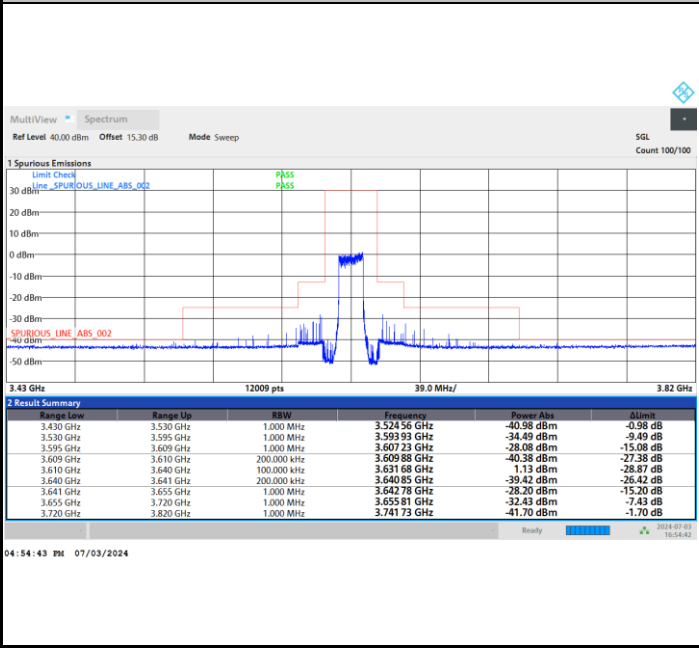 MultiView Spectrum
Ref Level 40.00 dBm Offset 15.30 dB Mode Sweep SGL
Count 100/100
1 Spurious Emissions
Limit Check PASS
Line _SPURIOUS_LINE_ABS_002 PASS
30 dBm
20 dBm
10 dBm
0 dBm
-10 dBm
-20 dBm
-30 dBm
SPURIOUS_LINE_ABS_002
-40 dBm
-50 dBm
3.43 GHz 12009 pts 39.0 MHz/ 3.82 GHz
2 Result Summary
Range Low Range Up RBW Frequency Power Abs ΔLimit
3.430 GHz 3.530 GHz 1.000 MHz 3.524 56 GHz -40.98 dBm -0.98 dB
3.530 GHz 3.595 GHz 1.000 MHz 3.593 93 GHz -34.49 dBm -9.49 dB
3.595 GHz 3.609 GHz 1.000 MHz 3.607 23 GHz -28.08 dBm -15.08 dB
3.609 GHz 3.610 GHz 200.000 kHz 3.609 88 GHz -40.38 dBm -27.38 dB
3.610 GHz 3.640 GHz 100.000 kHz 3.631 68 GHz 1.13 dBm -28.87 dB
3.640 GHz 3.641 GHz 200.000 kHz 3.640 85 GHz -39.42 dBm -26.42 dB
3.641 GHz 3.655 GHz 1.000 MHz 3.642 78 GHz -28.20 dBm -15.20 dB
3.655 GHz 3.720 GHz 1.000 MHz 3.655 81 GHz -32.43 dBm -7.43 dB
3.720 GHz 3.820 GHz 1.000 MHz 3.741 73 GHz -41.70 dBm -1.70 dB
Ready 2024-07-03
16:54:42
04:54:43 PM 07/03/2024